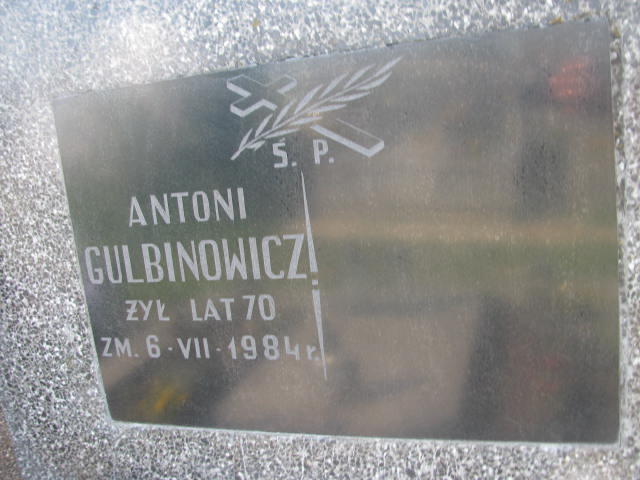 Ś. P.
ANTONI
GULBINOWICZ
ŻYŁ LAT 70
ZM. 6 · VII · 1984 r.